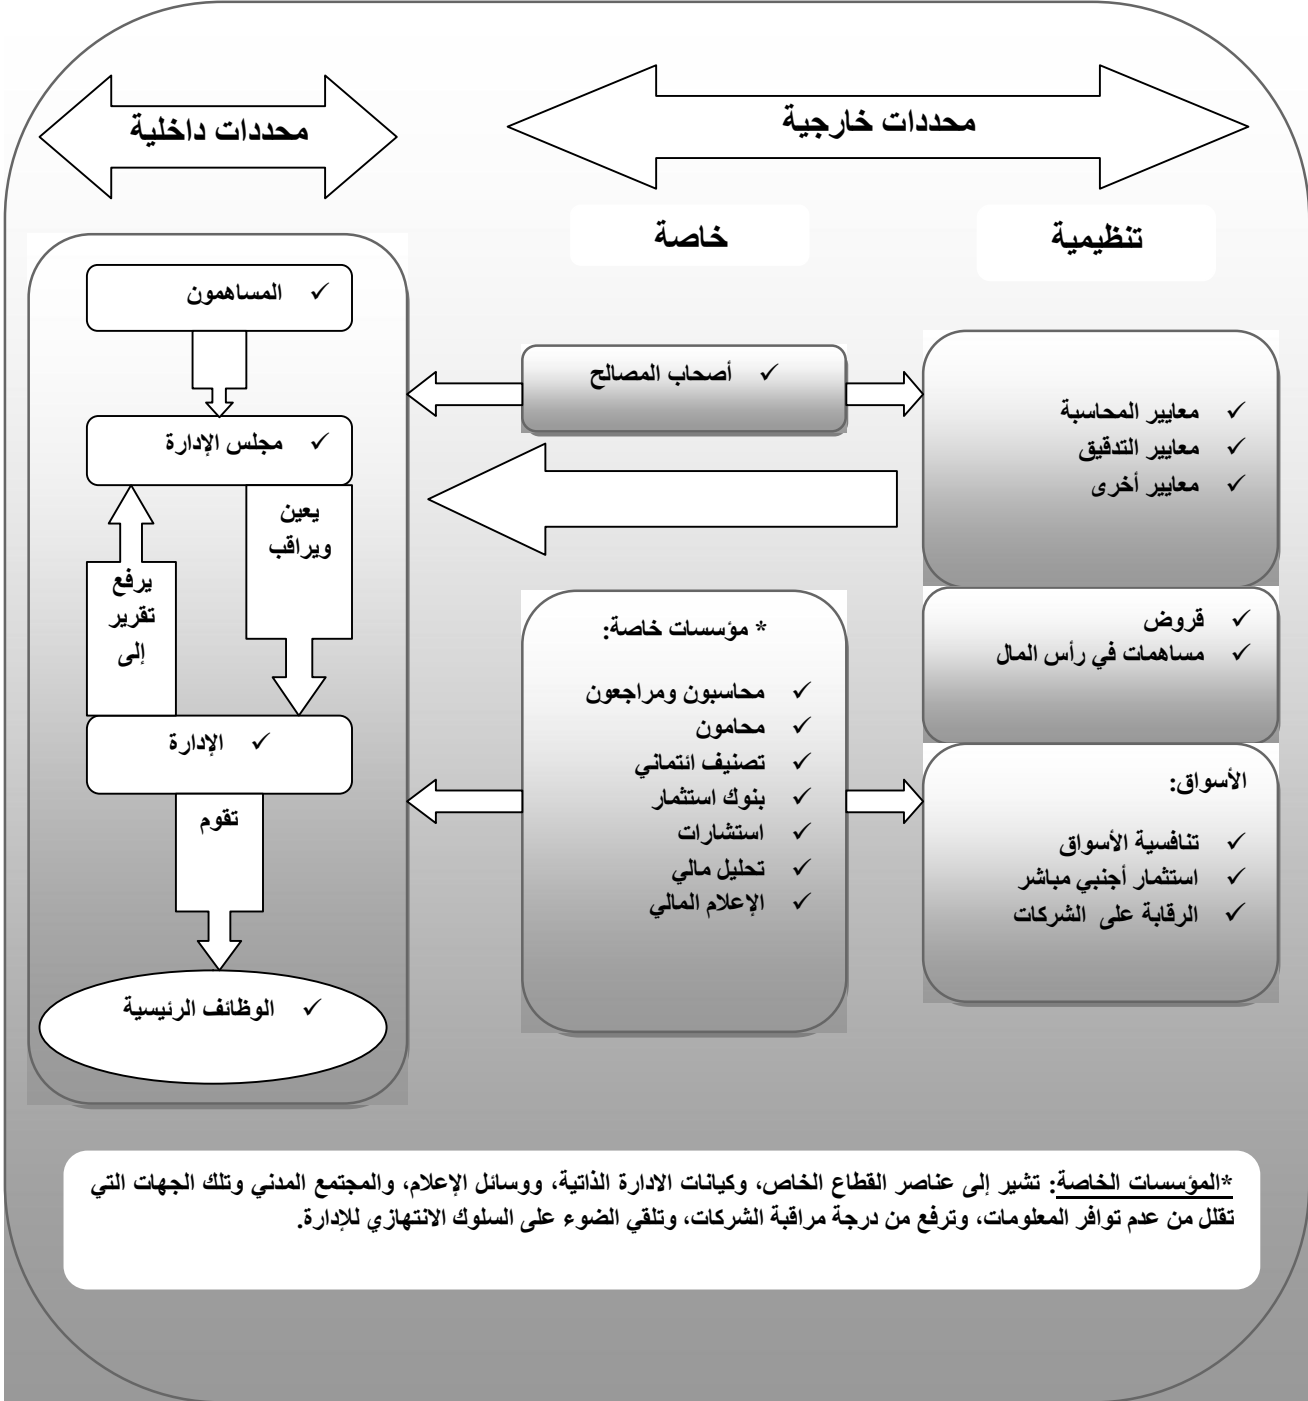 محددات خارجية
محددات داخلية
تنظيمية
خاصة
✓ معايير المحاسبة
✓ معايير التدقيق
✓ معايير أخرى
✓ قروض
✓ مساهمات في رأس المال
الأسواق:
✓ تنافسية الأسواق
✓ استثمار أجنبي مباشر
✓ الرقابة على الشركات
✓ أصحاب المصالح
* مؤسسات خاصة:
✓ محاسبون ومراجعون
✓ محامون
✓ تصنيف ائتماني
✓ بنوك استثمار
✓ استشارات
✓ تحليل مالي
✓ الإعلام المالي
✓ المساهمون
✓ مجلس الإدارة
يعين
ويراقب
يرفع
تقرير
إلى
✓ الإدارة
تقوم
✓ الوظائف الرئيسية
*المؤسسات الخاصة: تشير إلى عناصر القطاع الخاص، وكيانات الادارة الذاتية، ووسائل الإعلام، والمجتمع المدني وتلك الجهات التي
تقلل من عدم توافر المعلومات، وترفع من درجة مراقبة الشركات، وتلقي الضوء على السلوك الانتهازي للإدارة.